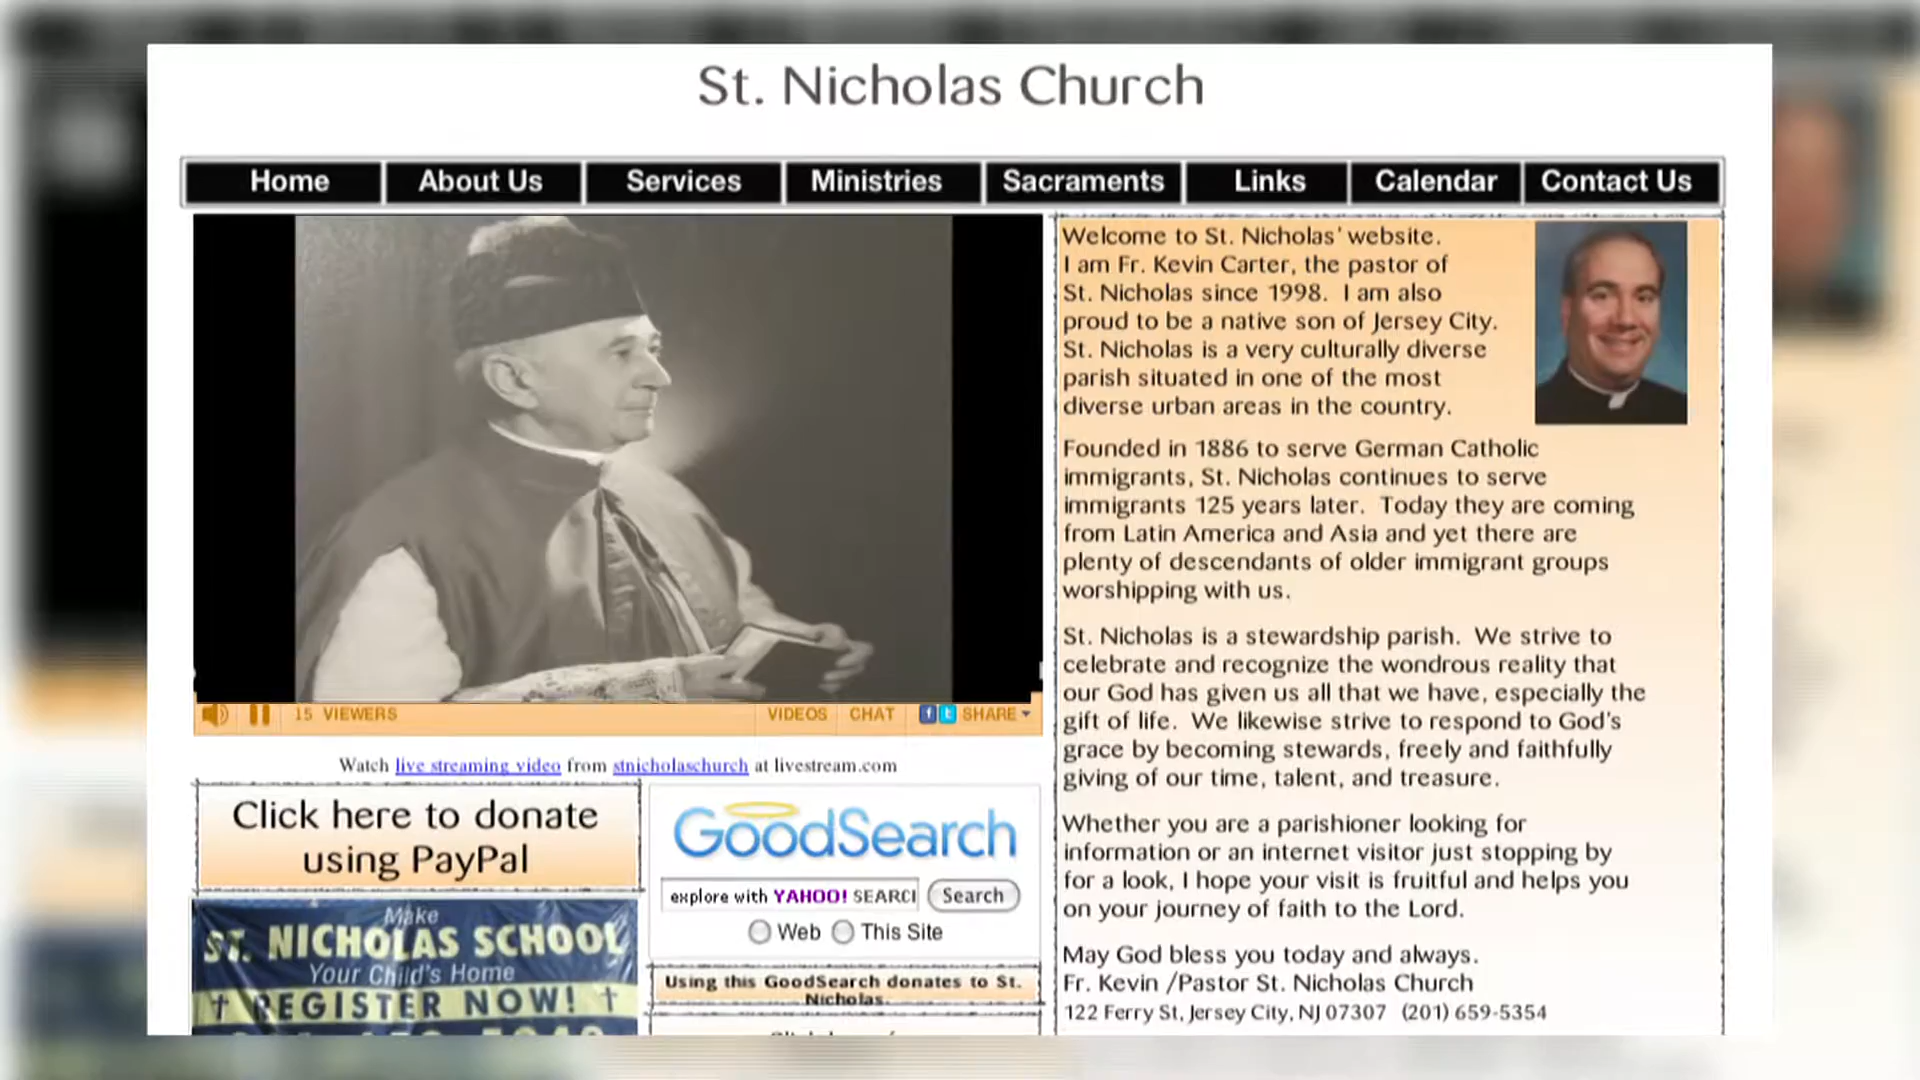 St. Nicholas Church
Home About Us Services Ministries Sacraments Links Calendar Contact Us
15 VIEWERS VIDEOS CHAT SHARE
Watch live streaming video from stnicholaschurch at livestream.com
Click here to donate
using PayPal
Make
ST. NICHOLAS SCHOOL
Your Child's Home
REGISTER NOW!
GoodSearch
explore with YAHOO! SEARC
Search
Web This Site
Using this GoodSearch donates to St.
Nicholas.
Welcome to St. Nicholas' website.
I am Fr. Kevin Carter, the pastor of
St. Nicholas since 1998. I am also
proud to be a native son of Jersey City.
St. Nicholas is a very culturally diverse
parish situated in one of the most
diverse urban areas in the country.
Founded in 1886 to serve German Catholic
immigrants, St. Nicholas continues to serve
immigrants 125 years later. Today they are coming
from Latin America and Asia and yet there are
plenty of descendants of older immigrant groups
worshipping with us.
St. Nicholas is a stewardship parish. We strive to
celebrate and recognize the wondrous reality that
our God has given us all that we have, especially the
gift of life. We likewise strive to respond to God's
grace by becoming stewards, freely and faithfully
giving of our time, talent, and treasure.
Whether you are a parishioner looking for
information or an internet visitor just stopping by
for a look, I hope your visit is fruitful and helps you
on your journey of faith to the Lord.
May God bless you today and always.
Fr. Kevin /Pastor St. Nicholas Church
122 Ferry St, Jersey City, NJ 07307 (201) 659-5354